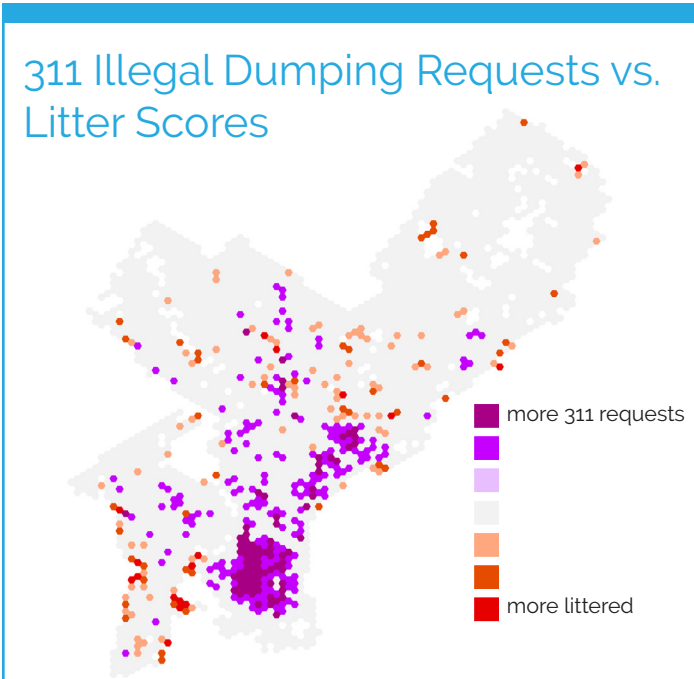 311 Illegal Dumping Requests vs.
Litter Scores
more 311 requests
more littered